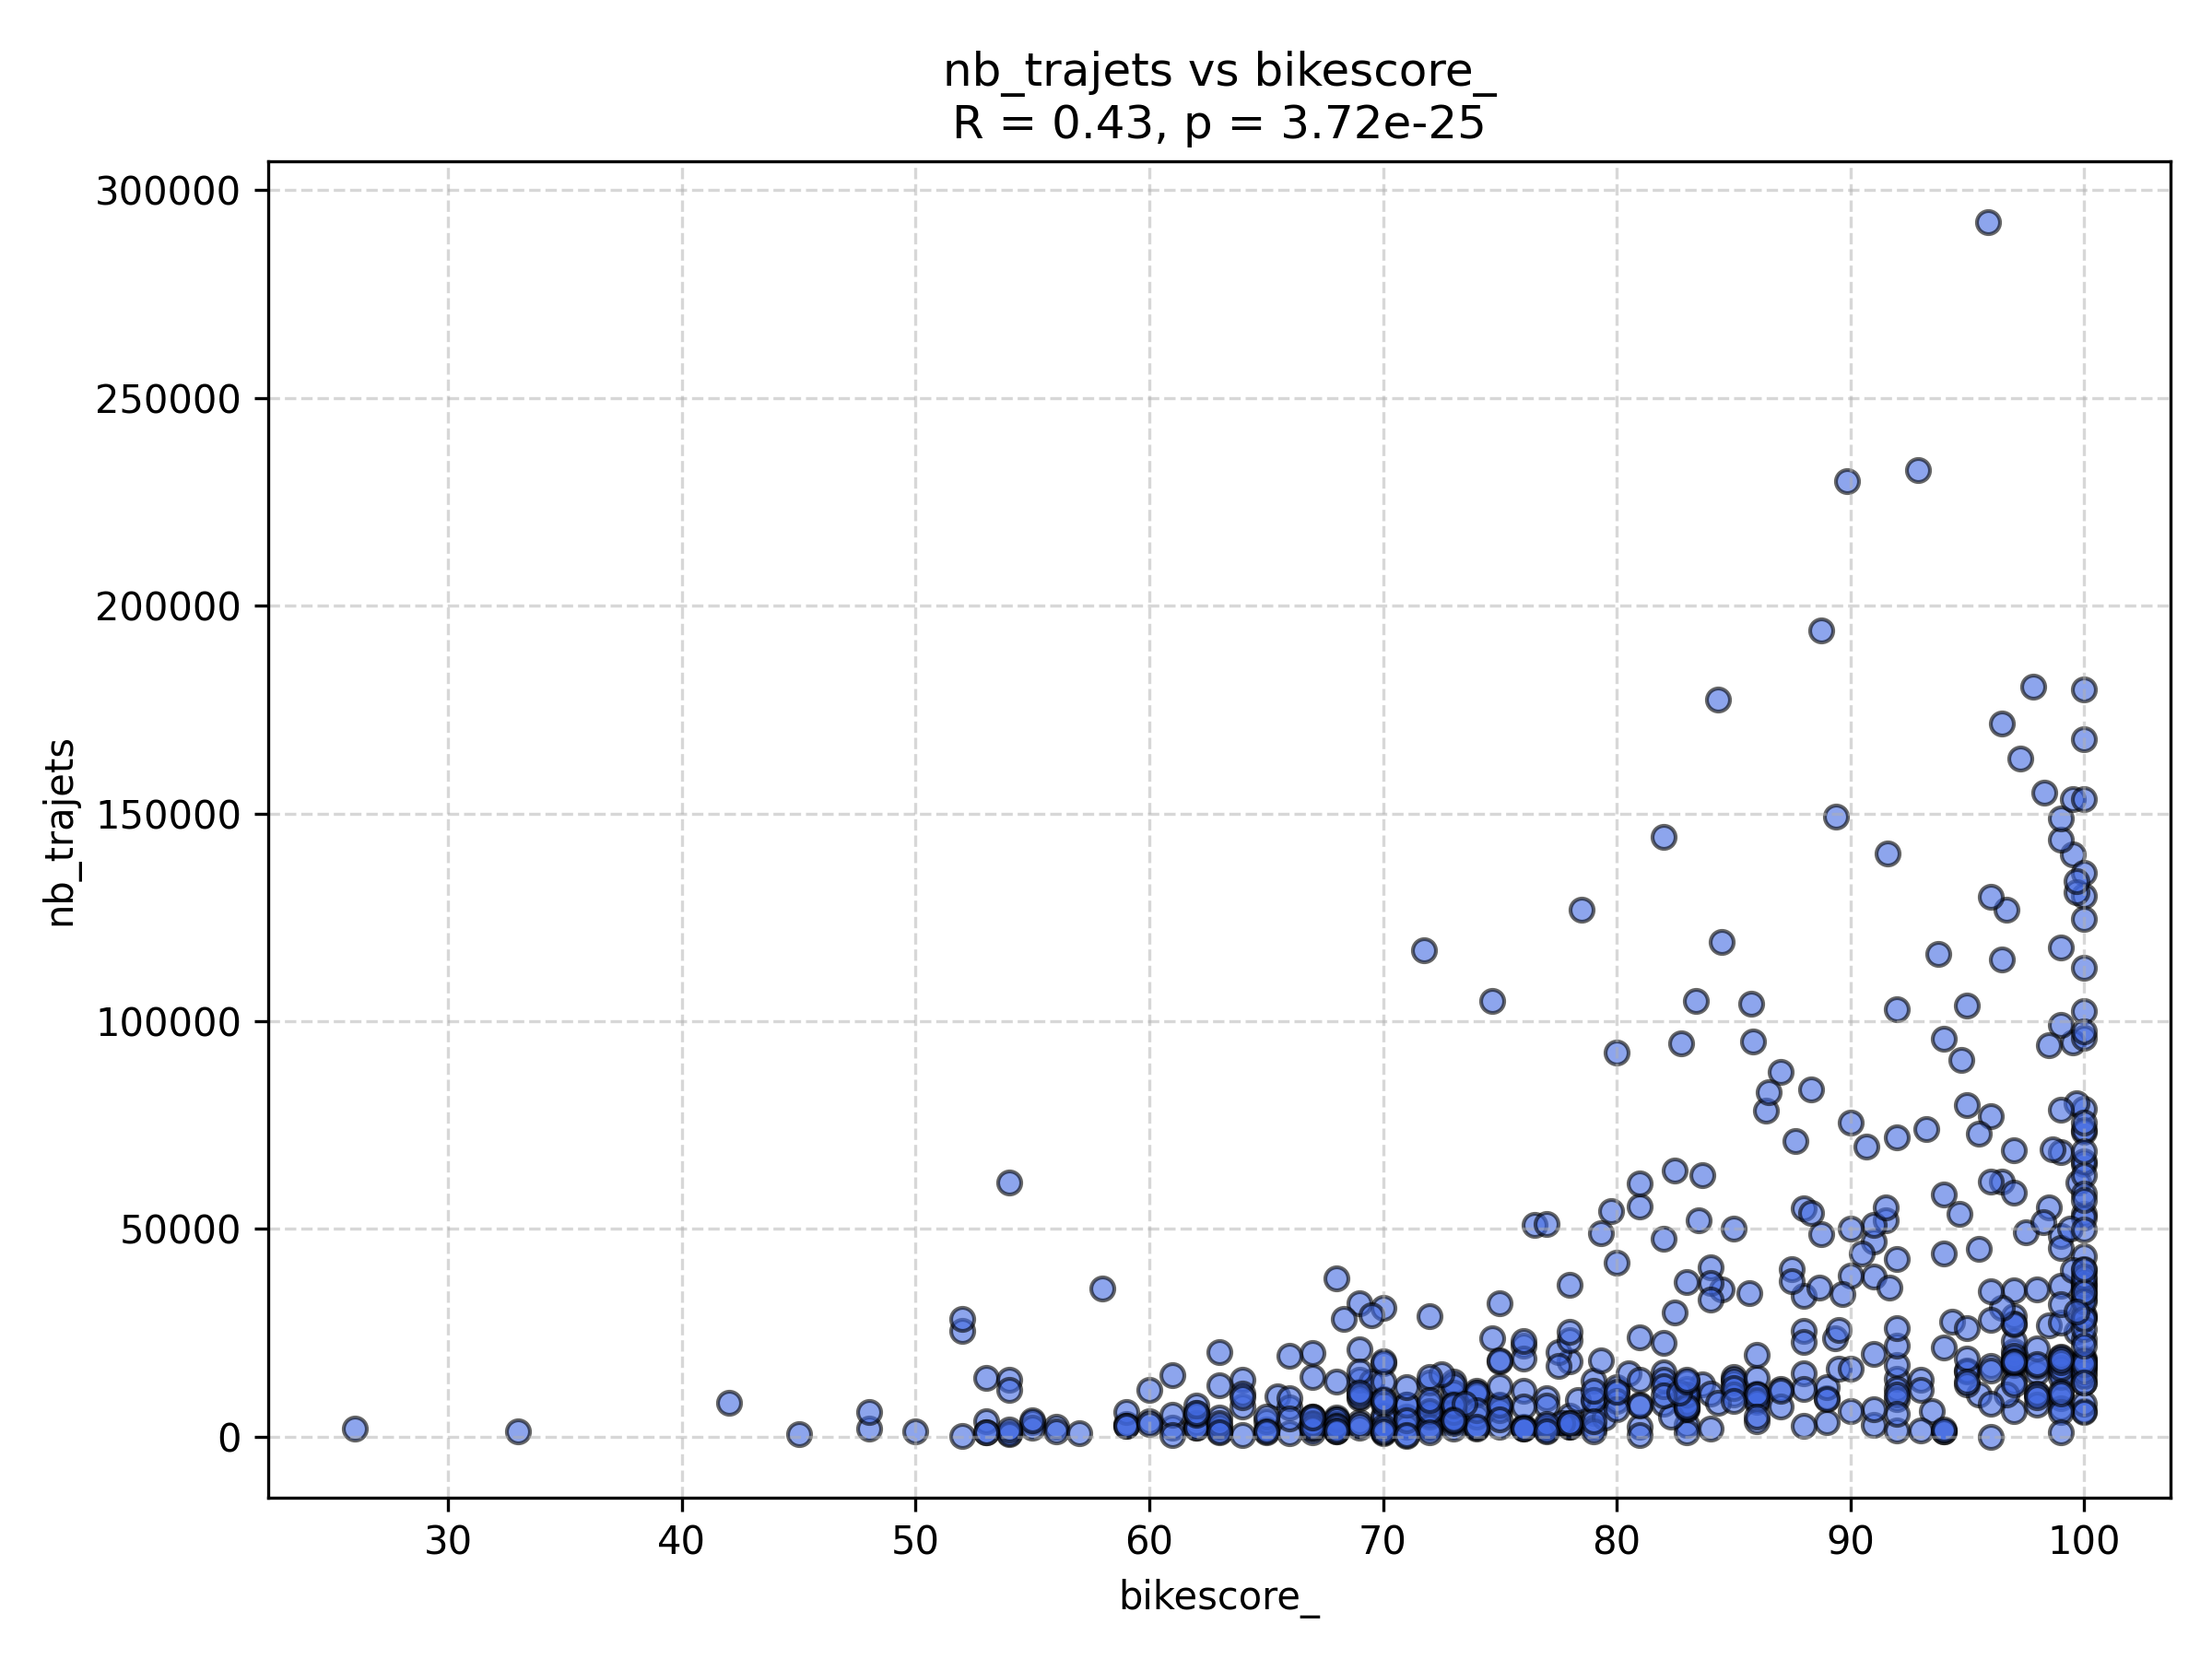 nb_trajets vs bikescore_
R = 0.43, p = 3.72e-25
300000
250000
200000
150000
100000
50000
0
nb_trajets
30 40 50 60 70 80 90 100
bikescore_